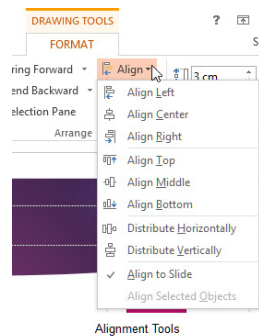 DRAWING TOOLS
?
FORMAT
S
ring Forward
Align
3 cm
end Backward
election Pane
Arrange
Align Left
Align Center
Align Right
Align Top
Align Middle
Align Bottom
Distribute Horizontally
Distribute Vertically
Align to Slide
Align Selected Objects
Alignment Tools